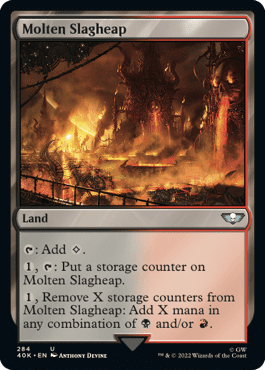 Molten Slagheap
Land
: Add .
1, : Put a storage counter on
Molten Slagheap.
1, Remove X storage counters from
Molten Slagheap: Add X mana in
any combination of and/or .
284 U
40K • EN Anthony Devine
© GW
™ & © 2022 Wizards of the Coast